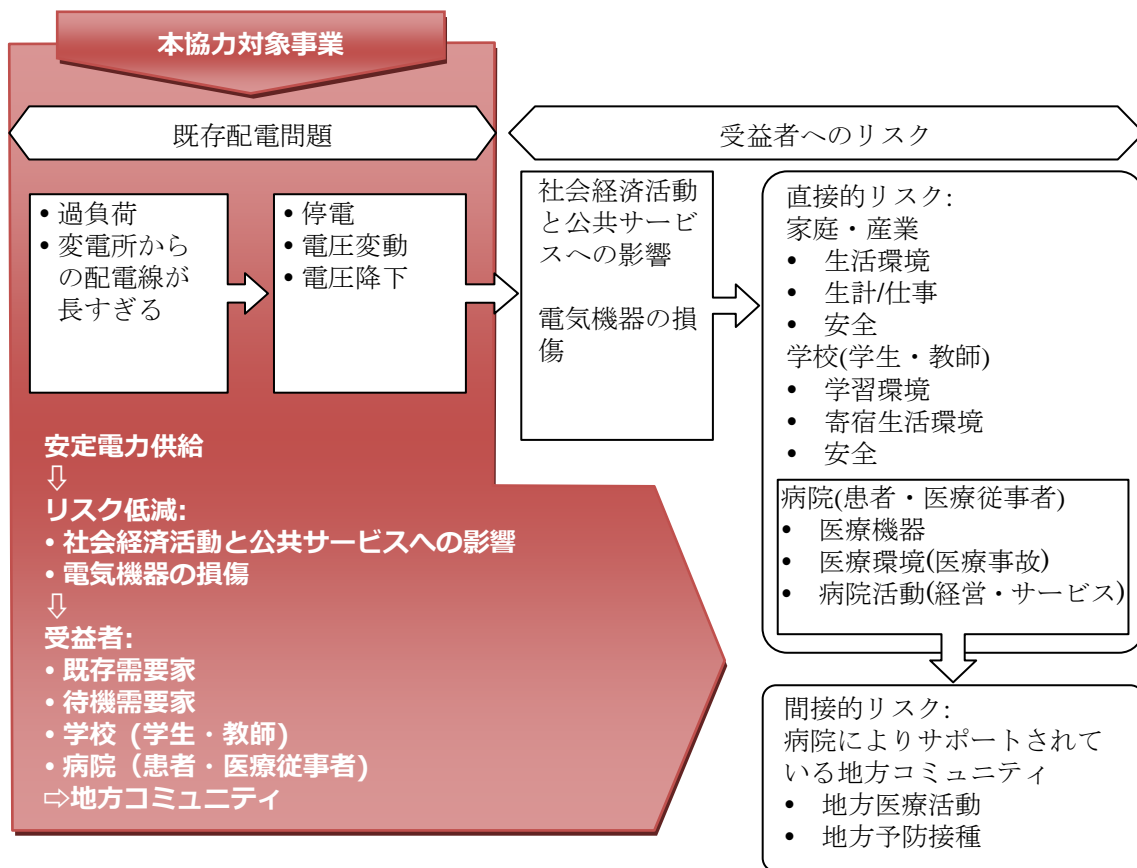 本協力対象事業
既存配電問題
受益者へのリスク
• 過負荷
• 変電所から
の配電線が
長すぎる
• 停電
• 電圧変動
• 電圧降下
社会経済活動
と公共サービ
スへの影響
電気機器の損
傷
直接的リスク:
家庭・産業
• 生活環境
• 生計/仕事
• 安全
学校(学生・教師)
• 学習環境
• 寄宿生活環境
• 安全
病院(患者・医療従事者)
• 医療機器
• 医療環境(医療事故)
• 病院活動(経営・サービス)
間接的リスク:
病院によりサポートされて
いる地方コミュニティ
• 地方医療活動
• 地方予防接種
安定電力供給
⇩
リスク低減:
• 社会経済活動と公共サービスへの影響
• 電気機器の損傷
⇩
受益者:
• 既存需要家
• 待機需要家
• 学校 (学生・教師)
• 病院（患者・医療従事者)
⇨地方コミュニティ